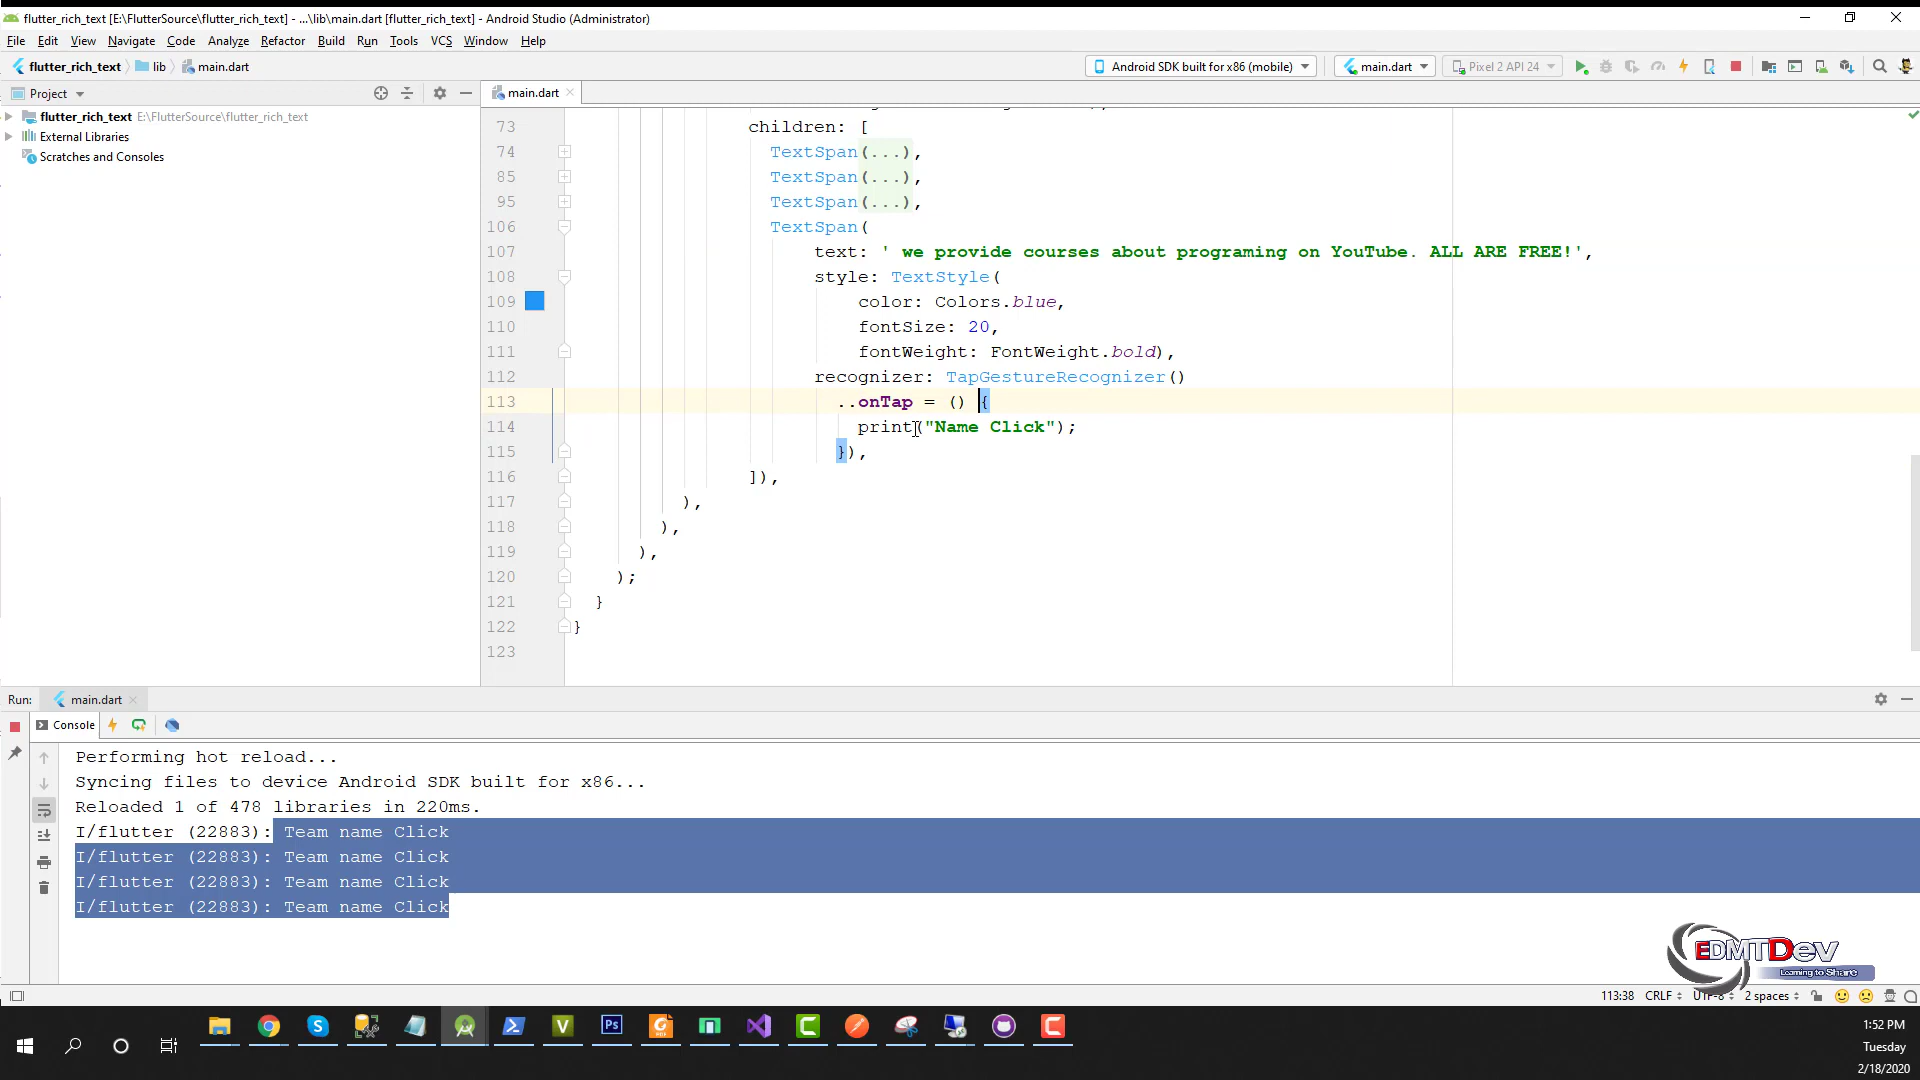 flutter_rich_text [E:\FlutterSource\flutter_rich_text] - ...\lib\main.dart [flutter_rich_text] - Android Studio (Administrator)
File Edit View Navigate Code Analyze Refactor Build Run Tools VCS Window Help
flutter_rich_text lib main.dart Android SDK built for x86 (mobile) main.dart Pixel 2 API 24
Project main.dart
flutter_rich_text E:\FlutterSource\flutter_rich_text
External Libraries
Scratches and Consoles
73 children: [
74 TextSpan(...),
85 TextSpan(...),
95 TextSpan(...),
106 TextSpan(
107 text: ' we provide courses about programing on YouTube. ALL ARE FREE!',
108 style: TextStyle(
109 color: Colors.blue,
110 fontSize: 20,
111 fontWeight: FontWeight.bold),
112 recognizer: TapGestureRecognizer()
113 ..onTap = () {
114 print("Name Click");
115 }),
116 ]),
117 ),
118 ),
119 ),
120 );
121 }
122 }
123
Run: main.dart
Console
Performing hot reload...
Syncing files to device Android SDK built for x86...
Reloaded 1 of 478 libraries in 220ms.
I/flutter (22883): Team name Click
I/flutter (22883): Team name Click
I/flutter (22883): Team name Click
I/flutter (22883): Team name Click
EDMTDev
Learning to Share
113:38 CRLF UTF-8 2 spaces
1:52 PM
Tuesday
2/18/2020